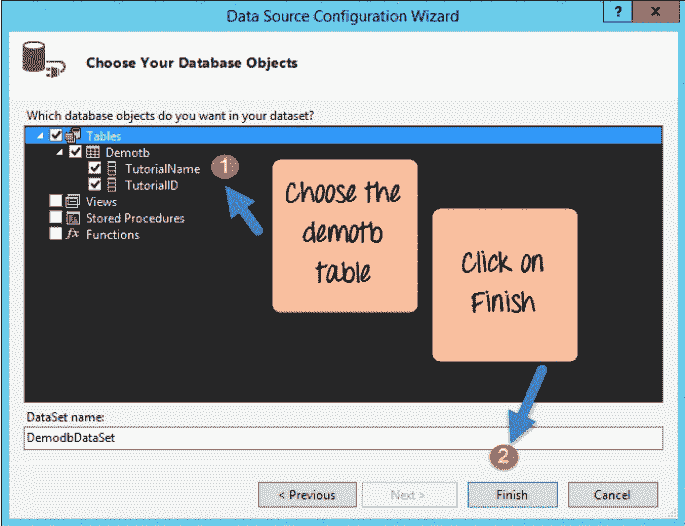 Data Source Configuration Wizard
?
x
Choose Your Database Objects
Which database objects do you want in your dataset?
Tables
Demotb
TutorialName
TutorialID
Views
Stored Procedures
fx Functions
1
Choose the
demotb
table
Click on
Finish
2
DataSet name:
DemodbDataSet
< Previous
Next >
Finish
Cancel